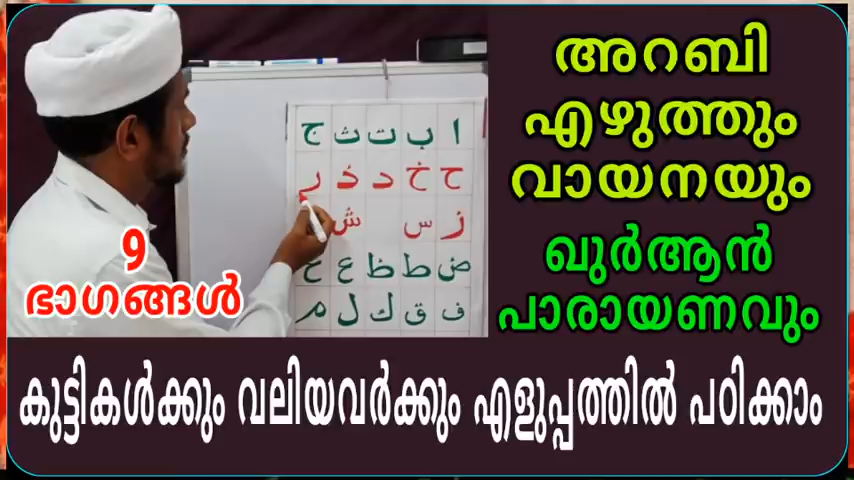 അറബി
എഴുത്തും
വായനയും
ഖുർആൻ
പാരായണവും
9
ഭാഗങ്ങൾ
ا ب ت ث ج
ح خ د ذ ر
ز س ش
ض ط ظ ع غ
ف ق ك ل م
കുട്ടികൾക്കും വലിയവർക്കും എളുപ്പത്തിൽ പഠിക്കാം